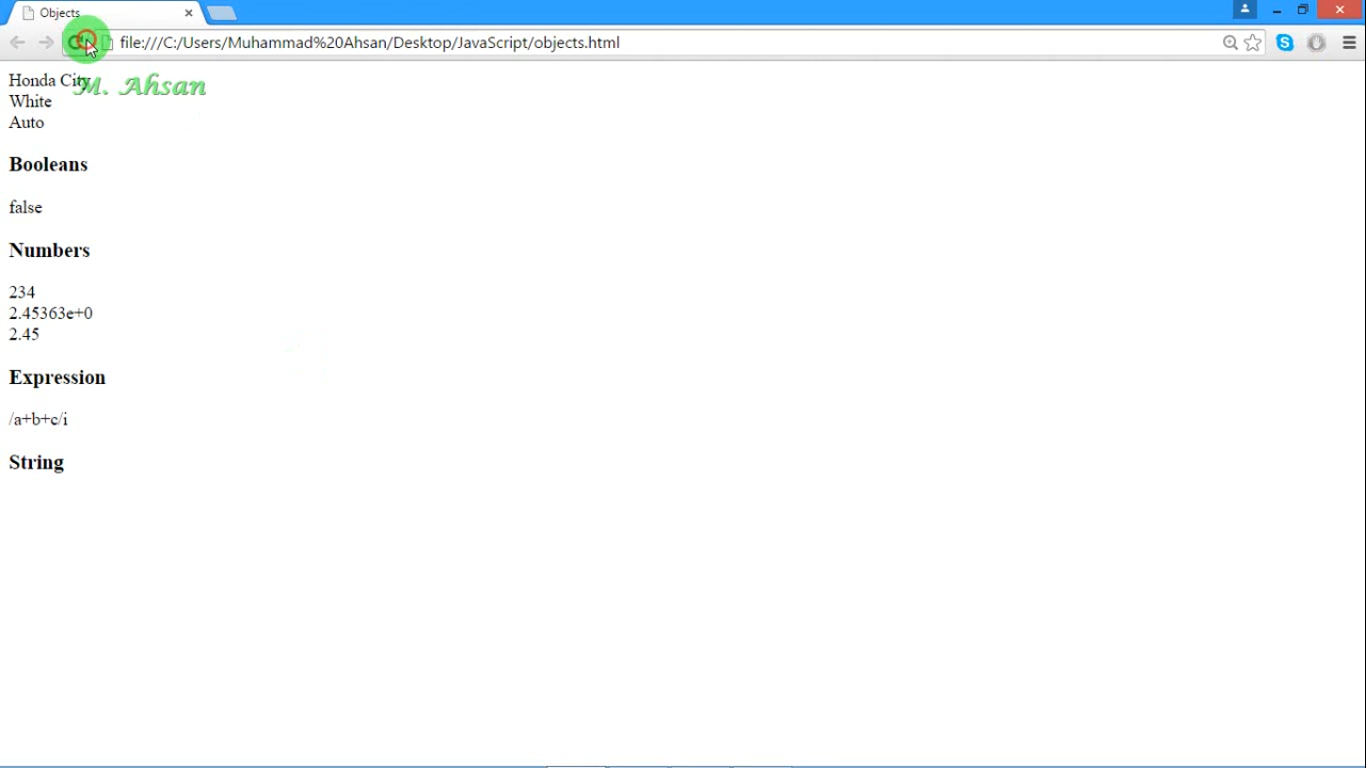 Objects
file:///C:/Users/Muhammad%20Ahsan/Desktop/JavaScript/objects.html
Honda City
M. Ahsan
White
Auto
Booleans
false
Numbers
234
2.45363e+0
2.45
Expression
/a+b+c/i
String